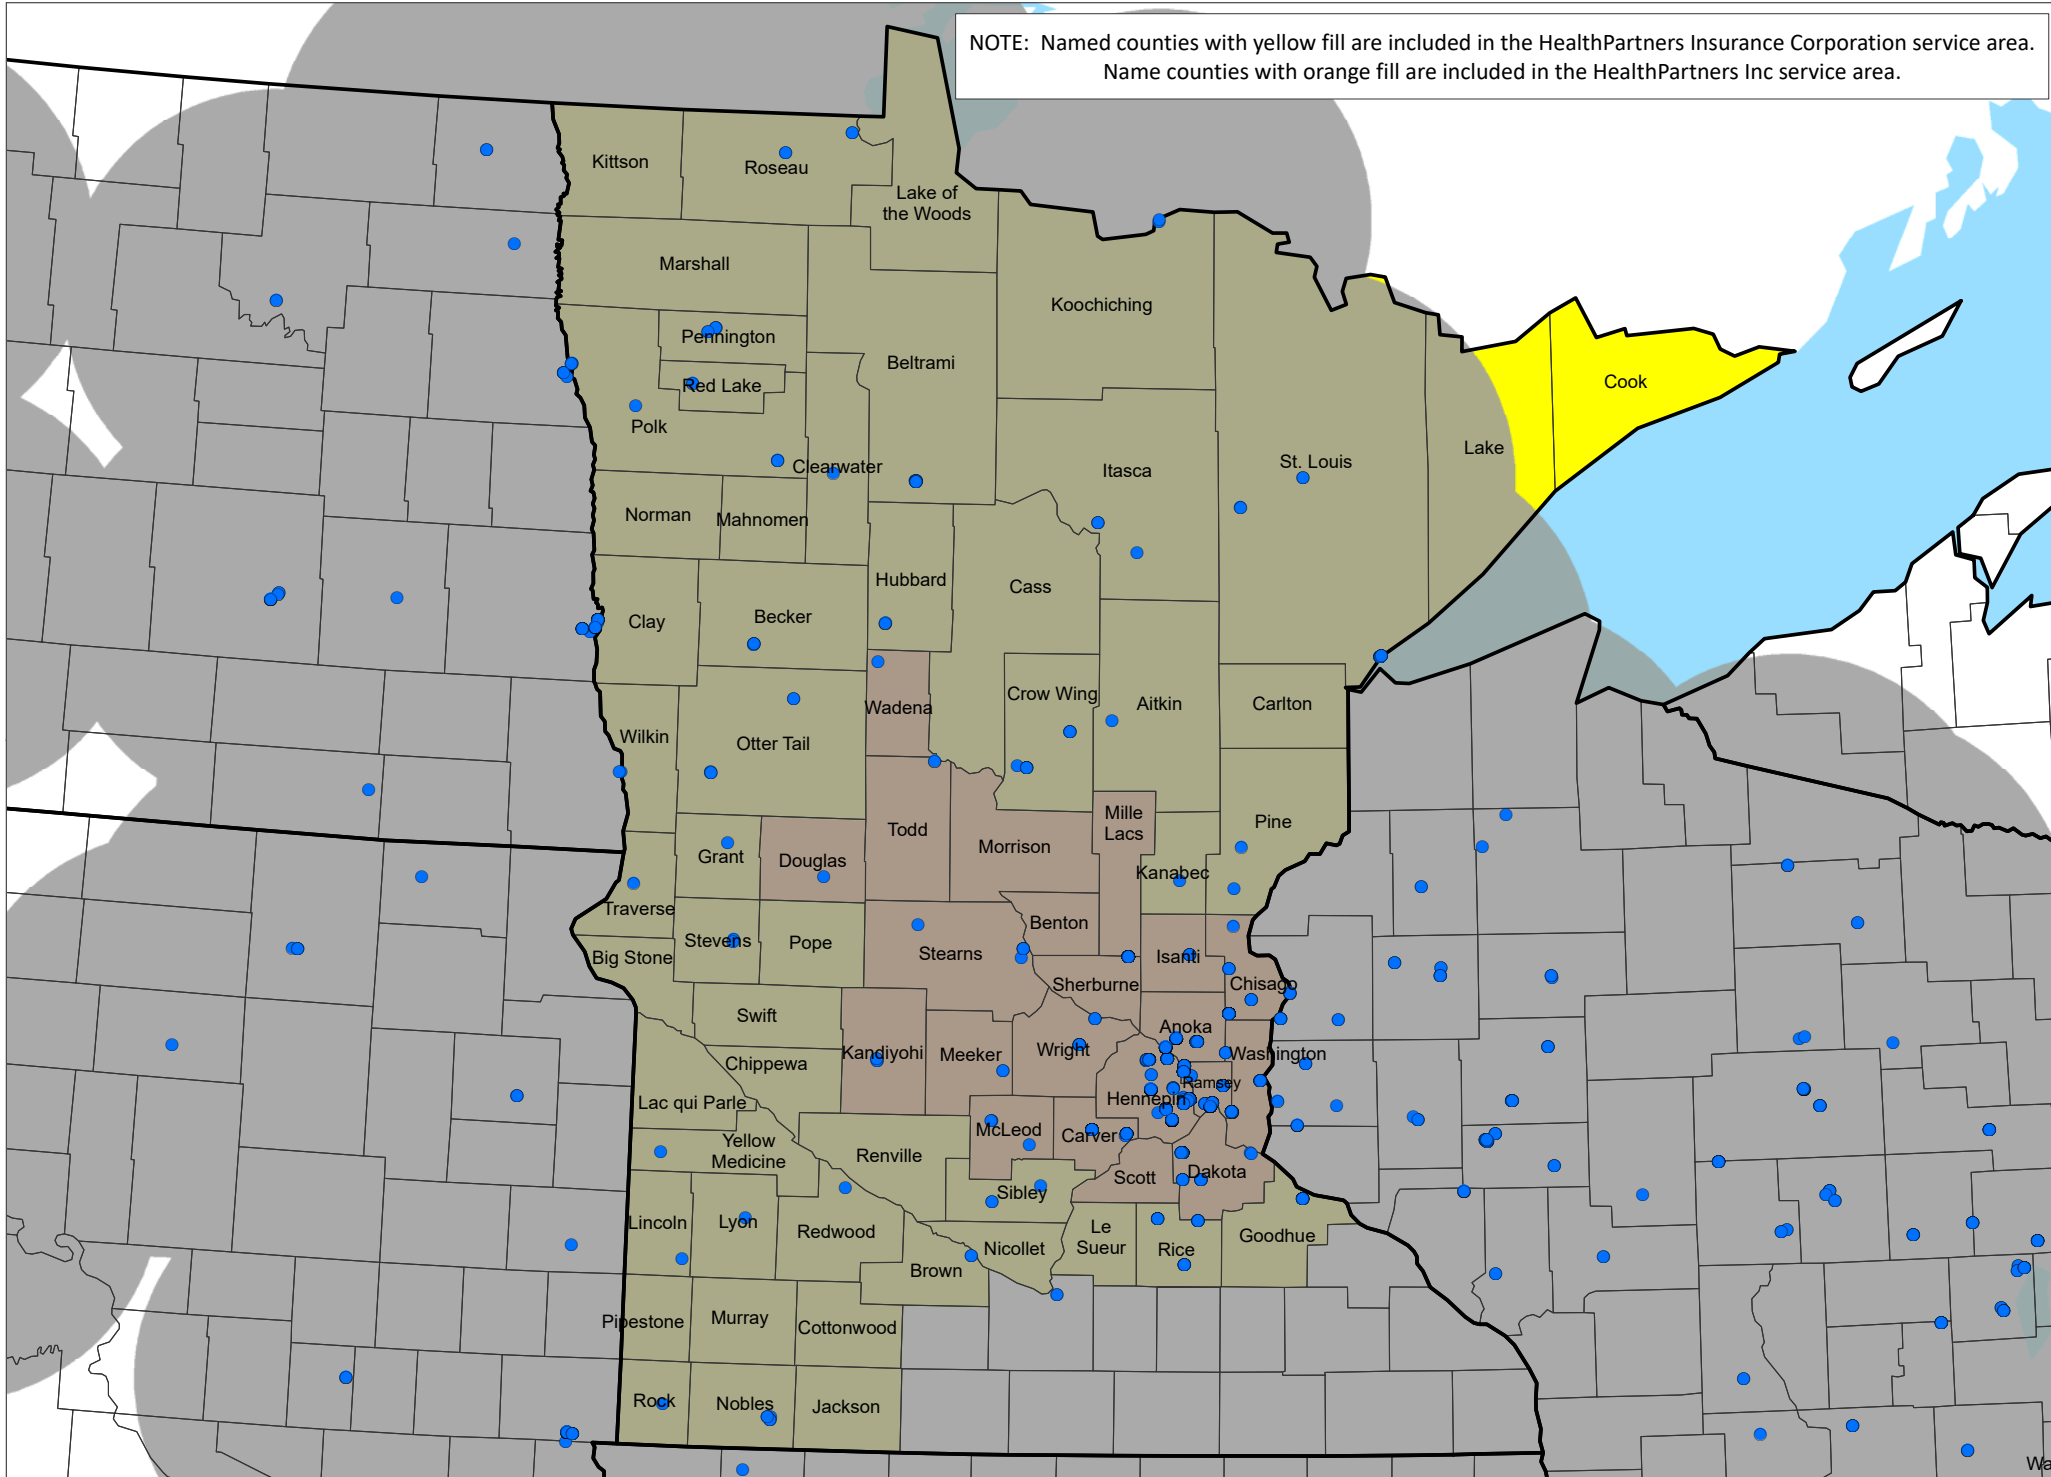 NOTE: Named counties with yellow fill are included in the HealthPartners Insurance Corporation service area.
Name counties with orange fill are included in the HealthPartners Inc service area.
Kittson
Roseau
Lake of
the Woods
Marshall
Koochiching
Pennington
Beltrami
Red Lake
Cook
Polk
Clearwater
Itasca
St. Louis
Lake
Norman
Mahnomen
Hubbard
Cass
Clay
Becker
Wadena
Crow Wing
Aitkin
Carlton
Wilkin
Otter Tail
Mille
Lacs
Todd
Morrison
Pine
Grant
Douglas
Kanabec
Traverse
Benton
Stevens
Pope
Stearns
Isanti
Big Stone
Sherburne
Chisago
Swift
Anoka
Kandiyohi
Meeker
Wright
Washington
Chippewa
Ramsey
Hennepin
Lac qui Parle
McLeod
Carver
Yellow
Medicine
Renville
Scott
Dakota
Sibley
Lincoln
Lyon
Redwood
Le
Sueur
Nicollet
Rice
Goodhue
Brown
Pipestone
Murray
Cottonwood
Rock
Nobles
Jackson
Wa